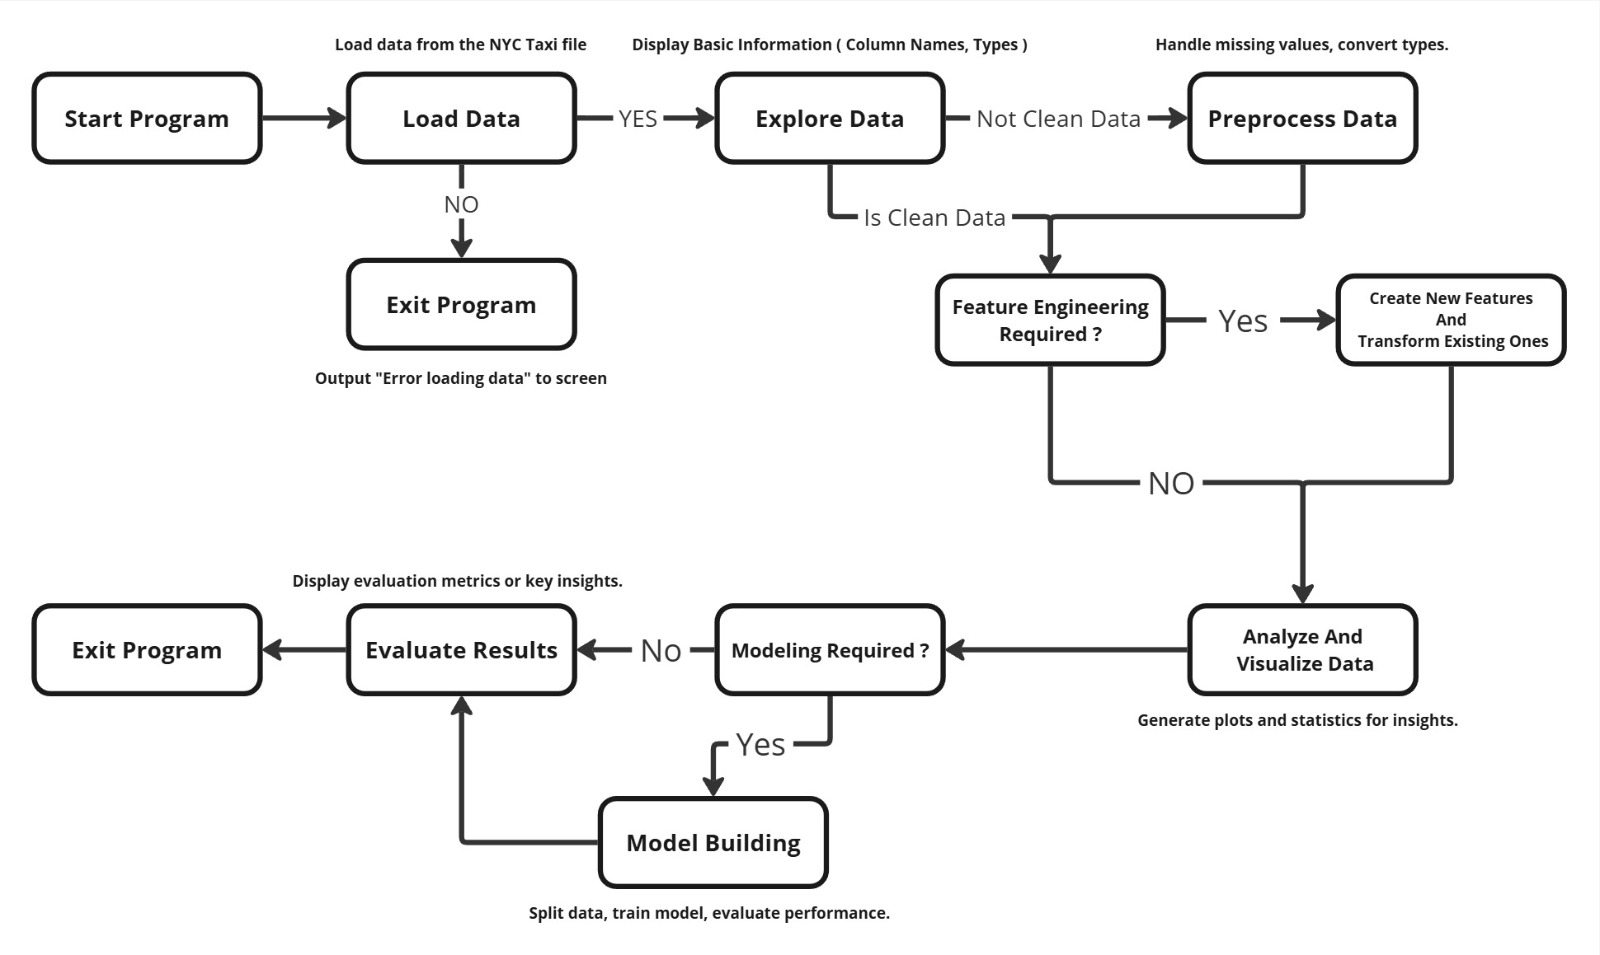 Load data from the NYC Taxi file
Display Basic Information ( Column Names, Types )
Handle missing values, convert types.
Start Program
Load Data
YES
Explore Data
Not Clean Data
Preprocess Data
NO
Is Clean Data
Exit Program
Output "Error loading data" to screen
Feature Engineering
Required ?
Yes
Create New Features
And
Transform Existing Ones
NO
Display evaluation metrics or key insights.
Exit Program
Evaluate Results
No
Modeling Required ?
Analyze And
Visualize Data
Generate plots and statistics for insights.
Yes
Model Building
Split data, train model, evaluate performance.